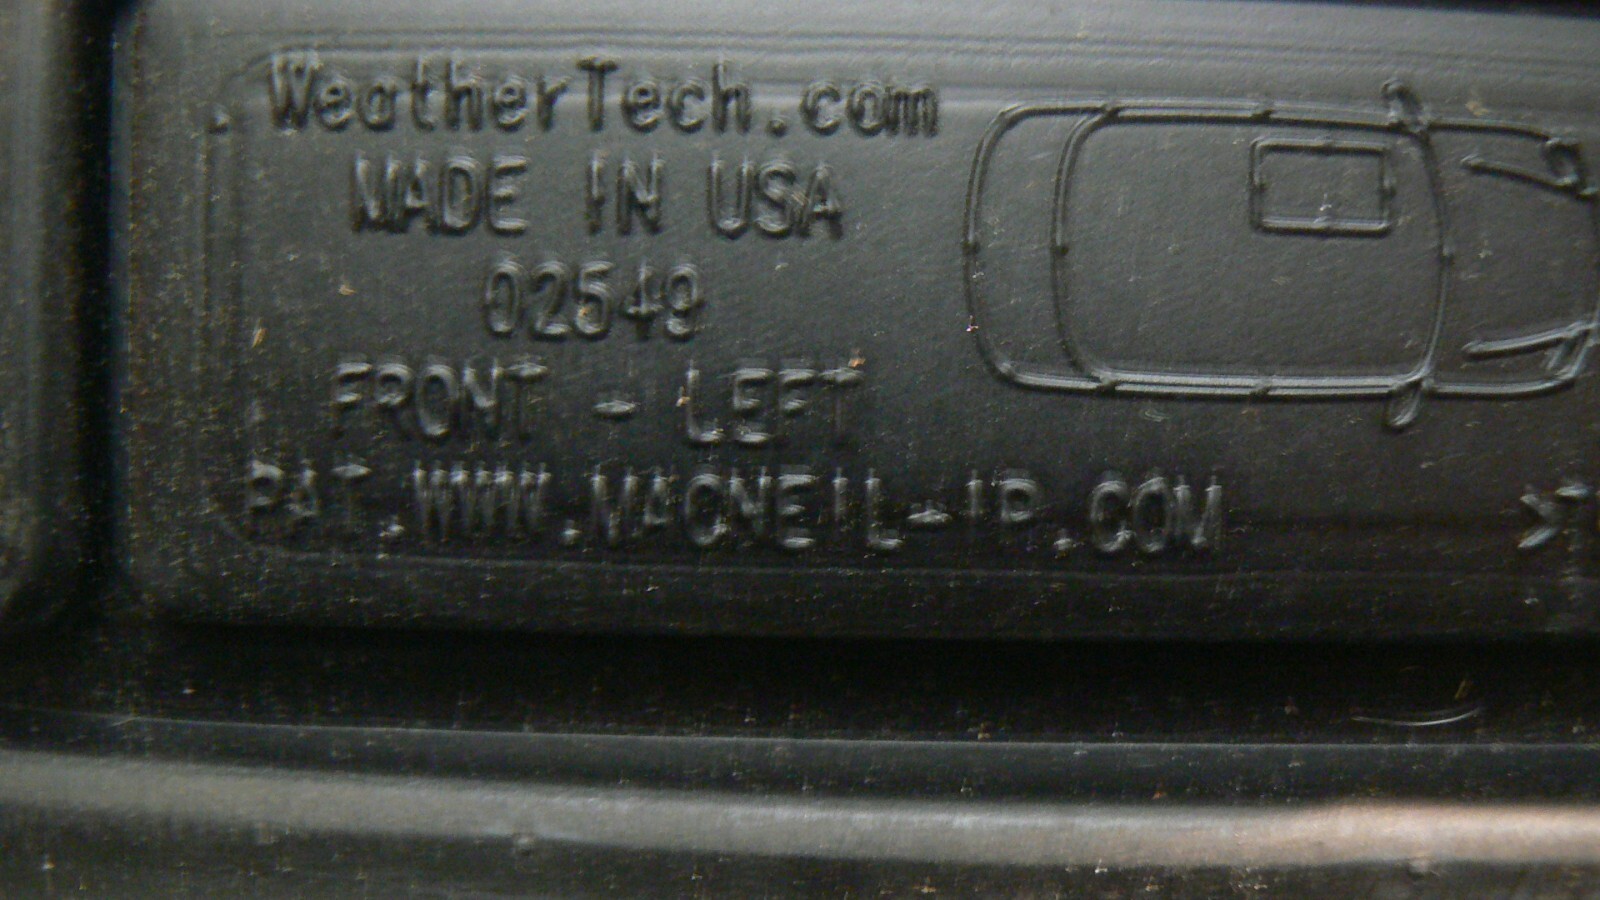 WeatherTech.com
MADE IN USA
02549
FRONT - LEFT
PAT.WWW.MACNEIL-IP.COM